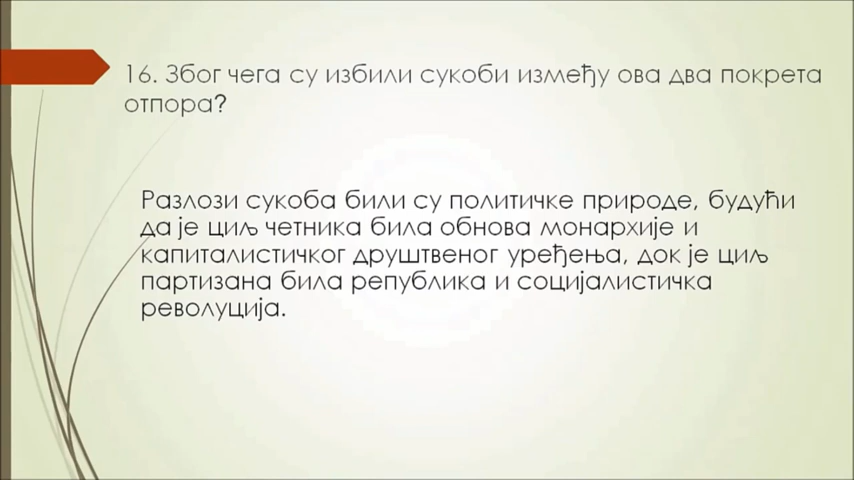 16. Због чега су избили сукоби између ова два покрета
отпора?
Разлози сукоба били су политичке природе, будући
да је циљ четника била обнова монархије и
капиталистичког друштвеног уређења, док је циљ
партизана била република и социјалистичка
револуција.